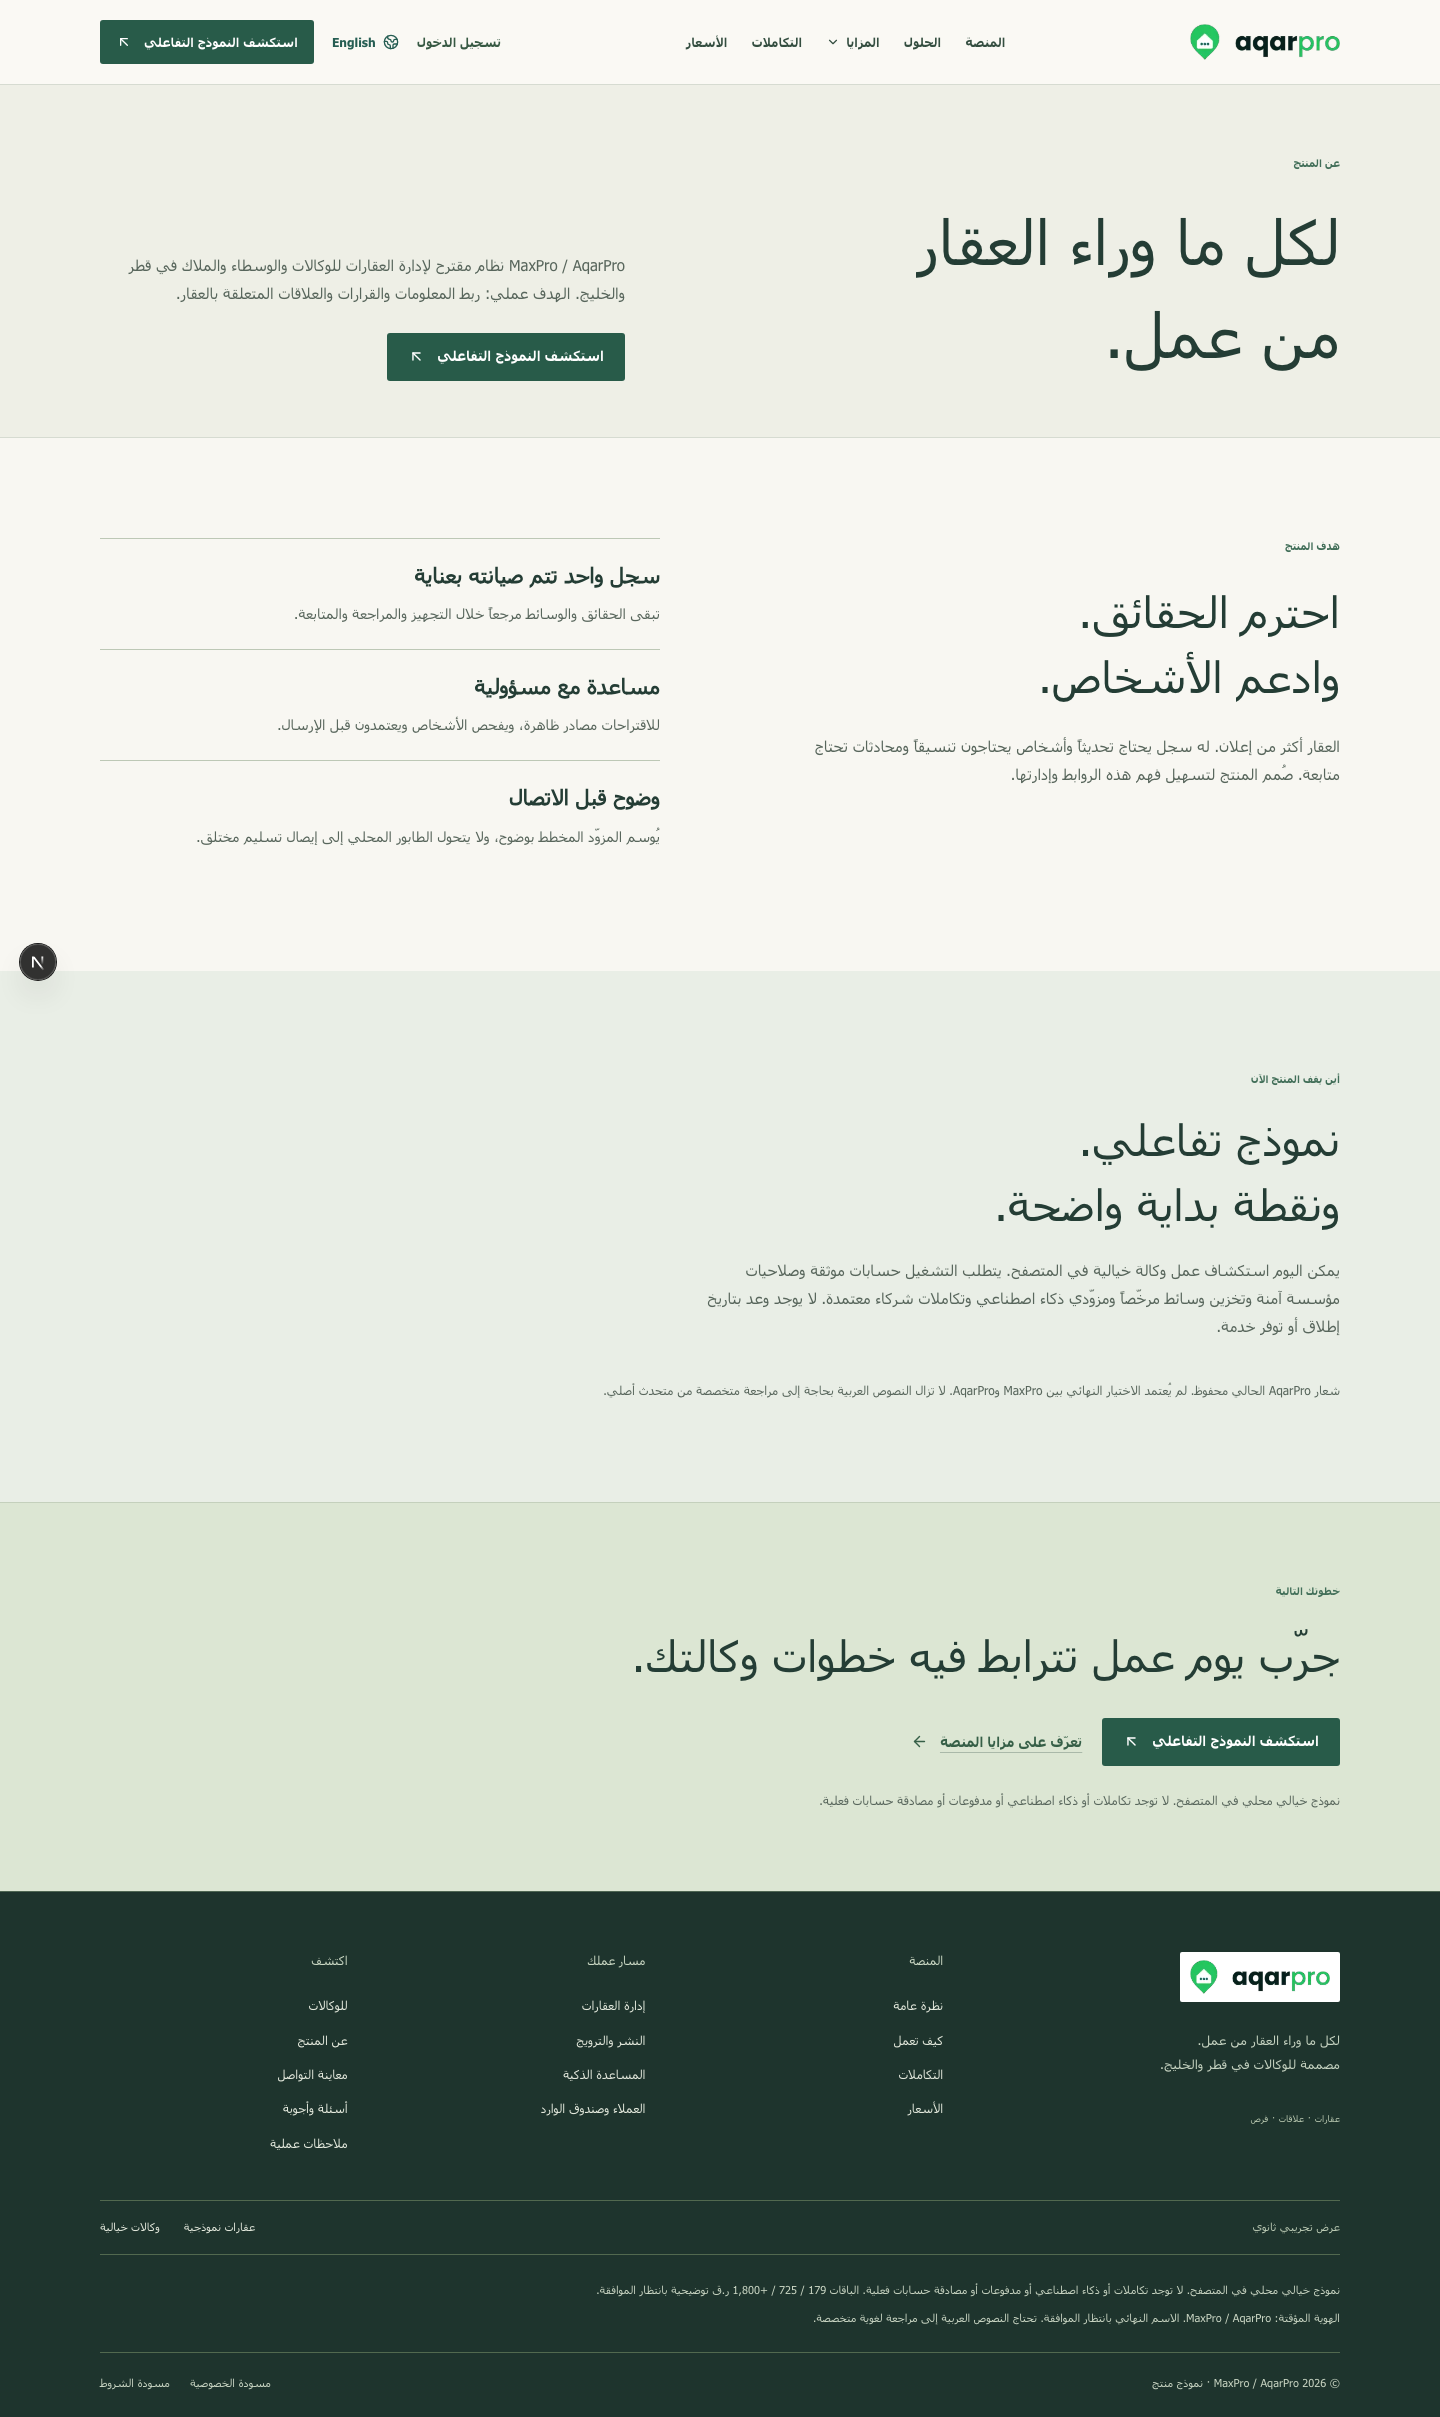 aqarpro
المنصة
الحلول
المزايا
التكاملات
الأسعار
تسجيل الدخول
English
استكشف النموذج التفاعلي
عن المنتج
لكل ما وراء العقار
من عمل.
MaxPro / AqarPro نظام مقترح لإدارة العقارات للوكالات والوسطاء والملاك في قطر
والخليج. الهدف عملي: ربط المعلومات والقرارات والعلاقات المتعلقة بالعقار.
استكشف النموذج التفاعلي
هدف المنتج
احترم الحقائق.
وادعم الأشخاص.
العقار أكثر من إعلان. له سجل يحتاج تحديثاً وأشخاص يحتاجون تنسيقاً ومحادثات تحتاج
متابعة. صُمم المنتج لتسهيل فهم هذه الروابط وإدارتها.
سجل واحد تتم صيانته بعناية
تبقى الحقائق والوسائط مرجعاً خلال التجهيز والمراجعة والمتابعة.
مساعدة مع مسؤولية
للاقتراحات مصادر ظاهرة، ويفحص الأشخاص ويعتمدون قبل الإرسال.
وضوح قبل الاتصال
يُوسم المزوّد المخطط بوضوح، ولا يتحول الطابور المحلي إلى إيصال تسليم مختلق.
أين يقف المنتج الآن
نموذج تفاعلي.
ونقطة بداية واضحة.
يمكن اليوم استكشاف عمل وكالة خيالية في المتصفح. يتطلب التشغيل حسابات موثقة وصلاحيات
مؤسسة آمنة وتخزين وسائط مرخّصاً ومزوّدي ذكاء اصطناعي وتكاملات شركاء معتمدة. لا يوجد وعد بتاريخ
إطلاق أو توفر خدمة.
شعار AqarPro الحالي محفوظ. لم يُعتمد الاختيار النهائي بين MaxPro وAqarPro. لا تزال النصوص العربية بحاجة إلى مراجعة متخصصة من متحدث أصلي.
خطوتك التالية
جرّب يوم عمل تترابط فيه خطوات وكالتك.
استكشف النموذج التفاعلي
تعرّف على مزايا المنصة
نموذج خيالي محلي في المتصفح. لا توجد تكاملات أو ذكاء اصطناعي أو مدفوعات أو مصادقة حسابات فعلية.
aqarpro
لكل ما وراء العقار من عمل.
مصممة للوكالات في قطر والخليج.
عقارات · علاقات · فرص
المنصة
نظرة عامة
كيف تعمل
التكاملات
الأسعار
مسار عملك
إدارة العقارات
النشر والترويج
المساعدة الذكية
العملاء وصندوق الوارد
اكتشف
للوكالات
عن المنتج
معاينة التواصل
أسئلة وأجوبة
ملاحظات عملية
عرض تجريبي ثانوي
عقارات نموذجية
وكالات خيالية
نموذج خيالي محلي في المتصفح. لا توجد تكاملات أو ذكاء اصطناعي أو مدفوعات أو مصادقة حسابات فعلية. الباقات 179 / 725 / +1,800 ر.ق توضيحية بانتظار الموافقة.
الهوية المؤقتة: MaxPro / AqarPro. الاسم النهائي بانتظار الموافقة. تحتاج النصوص العربية إلى مراجعة لغوية متخصصة.
© 2026 MaxPro / AqarPro · نموذج منتج
مسودة الخصوصية
مسودة الشروط